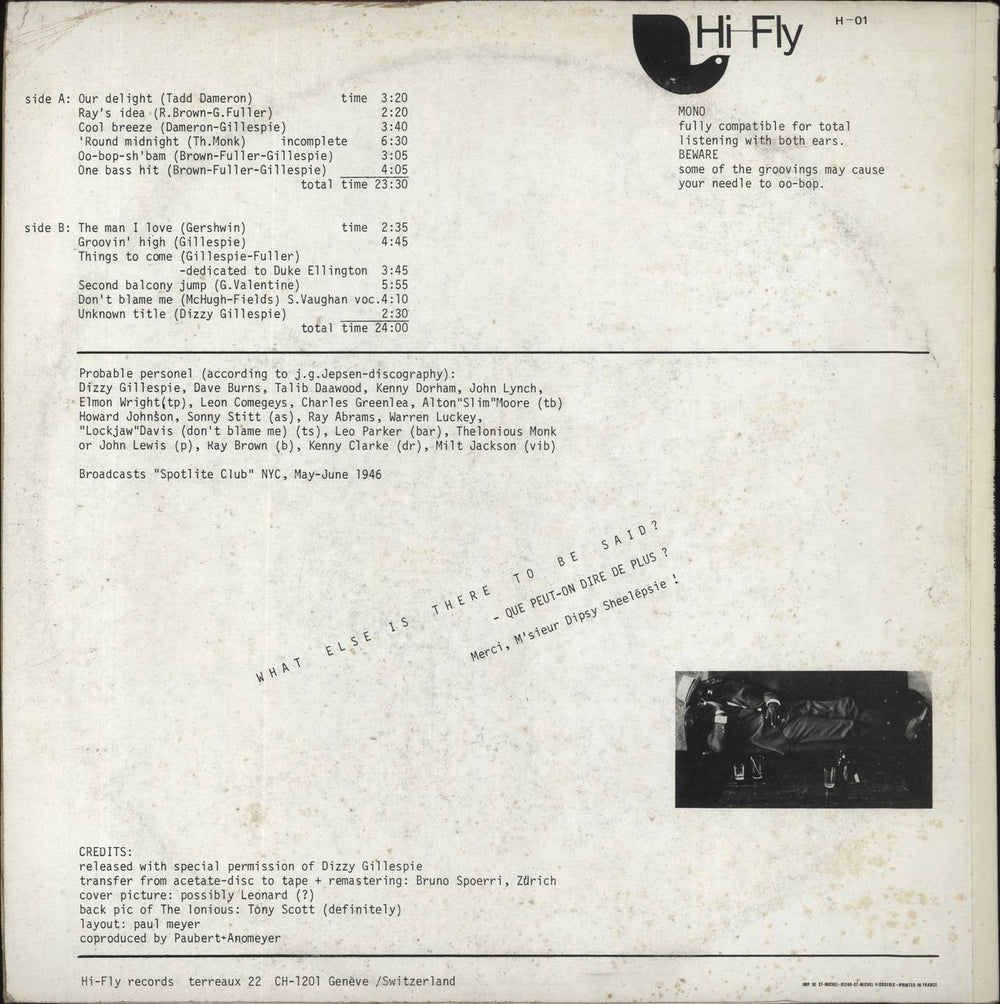 Hi-Fly H-01
side A: Our delight (Tadd Dameron) time 3:20
Ray's idea (R.Brown-G.Fuller) 2:20
Cool breeze (Dameron-Gillespie) 3:40
'Round midnight (Th.Monk) incomplete 6:30
Oo-bop-sh'bam (Brown-Fuller-Gillespie) 3:05
One bass hit (Brown-Fuller-Gillespie) 4:05
total time 23:30
MONO
fully compatible for total
listening with both ears.
BEWARE
some of the groovings may cause
your needle to oo-bop.
side B: The man I love (Gershwin) time 2:35
Groovin' high (Gillespie) 4:45
Things to come (Gillespie-Fuller)
-dedicated to Duke Ellington 3:45
Second balcony jump (G.Valentine) 5:55
Don't blame me (McHugh-Fields) S.Vaughan voc.4:10
Unknown title (Dizzy Gillespie) 2:30
total time 24:00
Probable personel (according to j.g.Jepsen-discography):
Dizzy Gillespie, Dave Burns, Talib Daawood, Kenny Dorham, John Lynch,
Elmon Wright(tp), Leon Comegeys, Charles Greenlea, Alton"Slim"Moore (tb)
Howard Johnson, Sonny Stitt (as), Ray Abrams, Warren Luckey,
"Lockjaw"Davis (don't blame me) (ts), Leo Parker (bar), Thelonious Monk
or John Lewis (p), Ray Brown (b), Kenny Clarke (dr), Milt Jackson (vib)
Broadcasts "Spotlite Club" NYC, May-June 1946
WHAT ELSE IS THERE TO BE SAID?
- QUE PEUT-ON DIRE DE PLUS ?
Merci, M'sieur Dipsy Sheelépsie !
CREDITS:
released with special permission of Dizzy Gillespie
transfer from acetate-disc to tape + remastering: Bruno Spoerri, Zürich
cover picture: possibly Leonard (?)
back pic of The lonious: Tony Scott (definitely)
layout: paul meyer
coproduced by Paubert+Anomeyer
Hi-Fly records terreaux 22 CH-1201 Genève /Switzerland
IMP. DE ST-MICHEL-91240-ST-MICHEL S/ORGE - PRINTED IN FRANCE